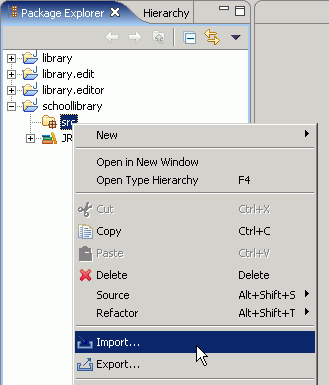 Package Explorer Hierarchy
library
library.edit
library.editor
schoollibrary
src
JR
New
Open in New Window
Open Type Hierarchy F4
Cut Ctrl+X
Copy Ctrl+C
Paste Ctrl+V
Delete Delete
Source Alt+Shift+S
Refactor Alt+Shift+T
Import...
Export...